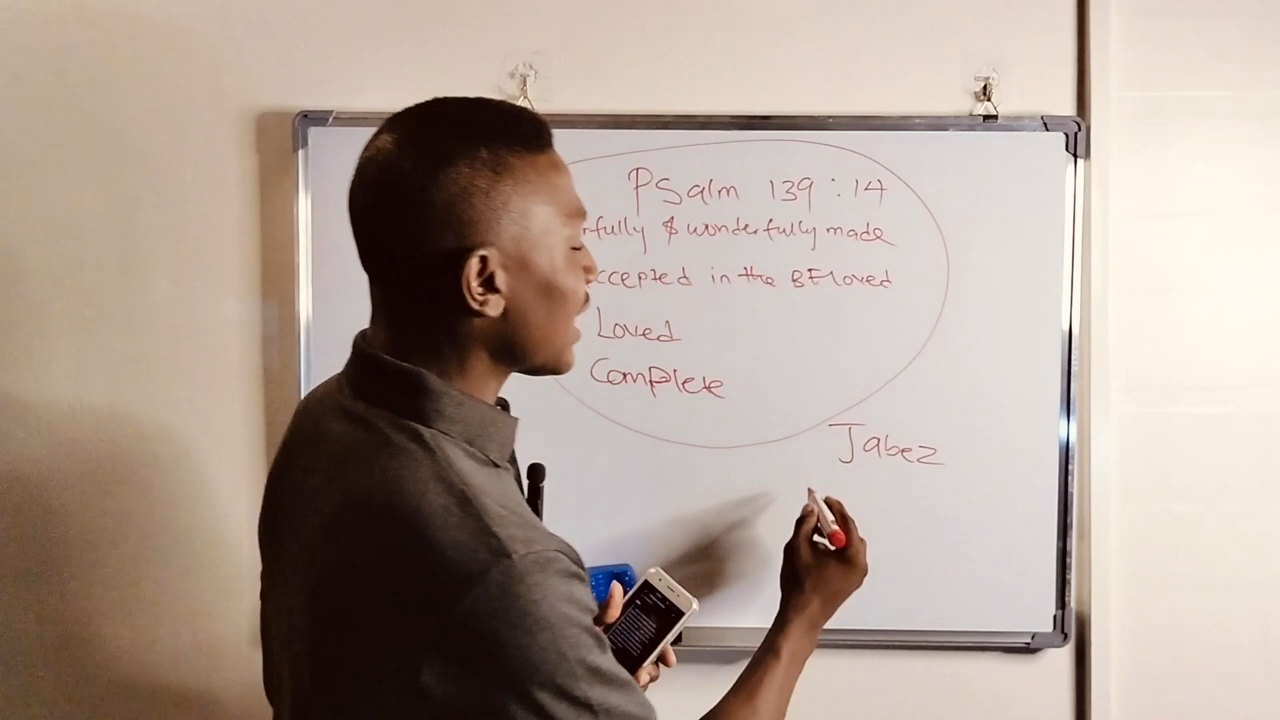 Psalm 139:14
rfully & wonderfully made
ccepted in the BEloved
Loved
Complete
Jabez